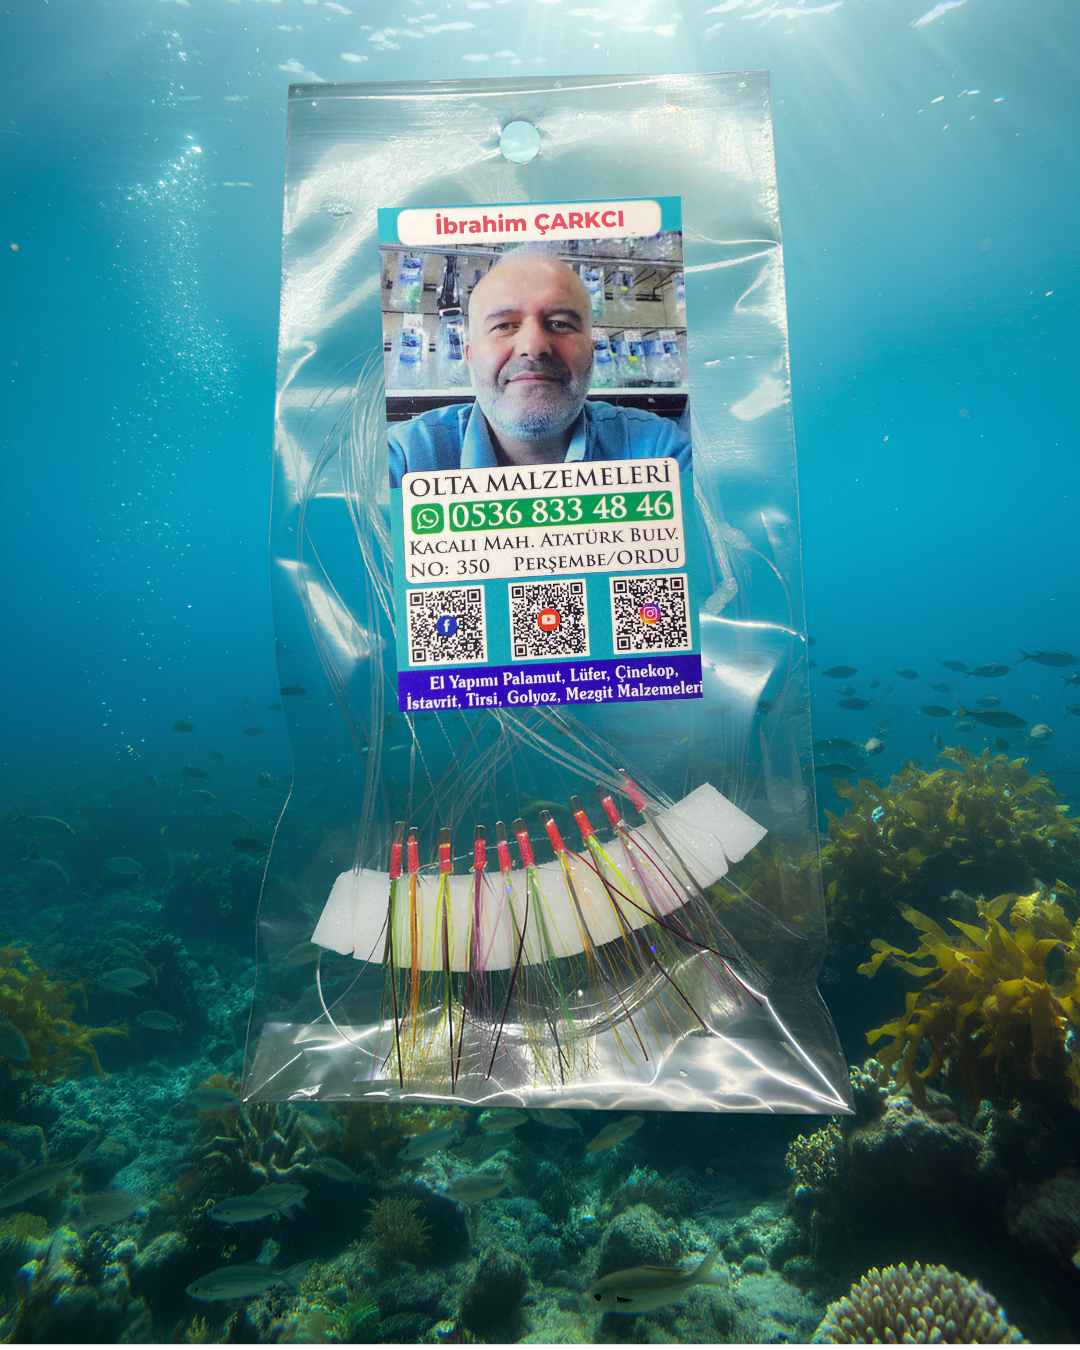 İbrahim ÇARKCI
OLTA MALZEMELERİ
0536 833 48 46
KACALI MAH. ATATÜRK BULV.
NO: 350 PERŞEMBE/ORDU
El Yapımı Palamut, Lüfer, Çinekop,
İstavrit, Tirsi, Golyoz, Mezgit Malzemeleri